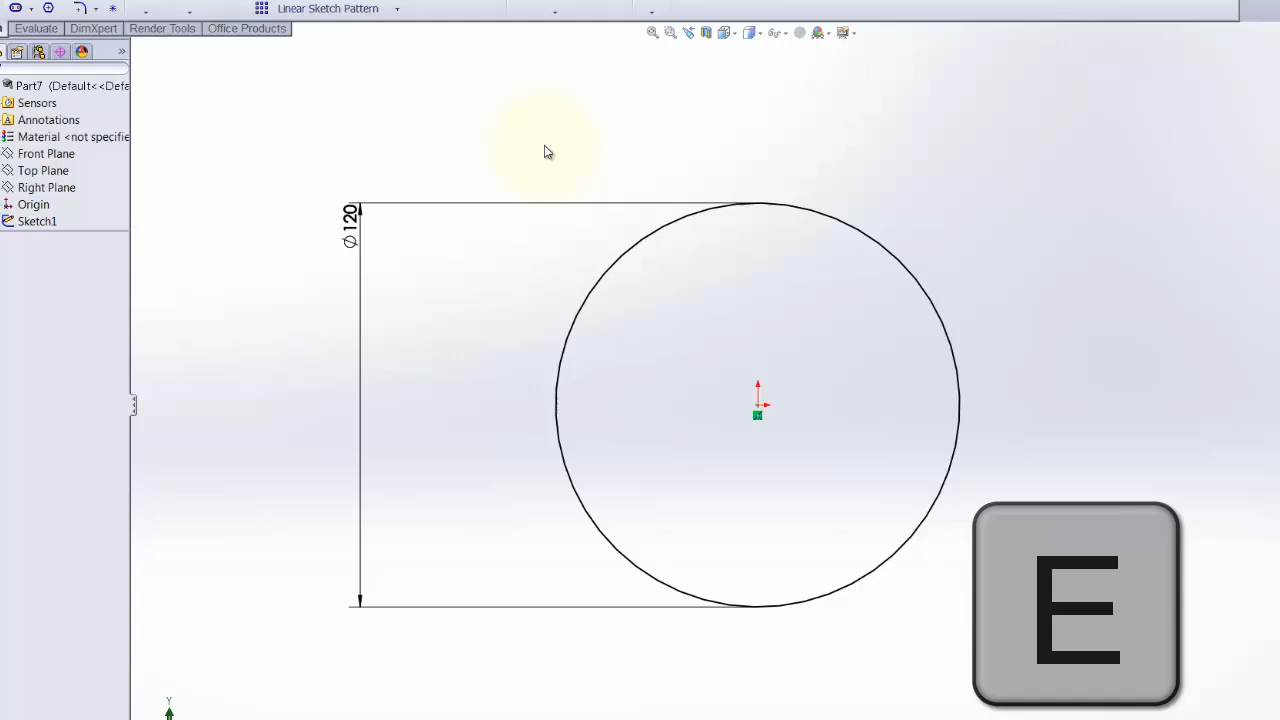 Linear Sketch Pattern
Evaluate DimXpert Render Tools Office Products
»
Part7 (Default<<Defa
Sensors
Annotations
Material <not specifie
Front Plane
Top Plane
Right Plane
Origin
Sketch1
∅120
E
Y